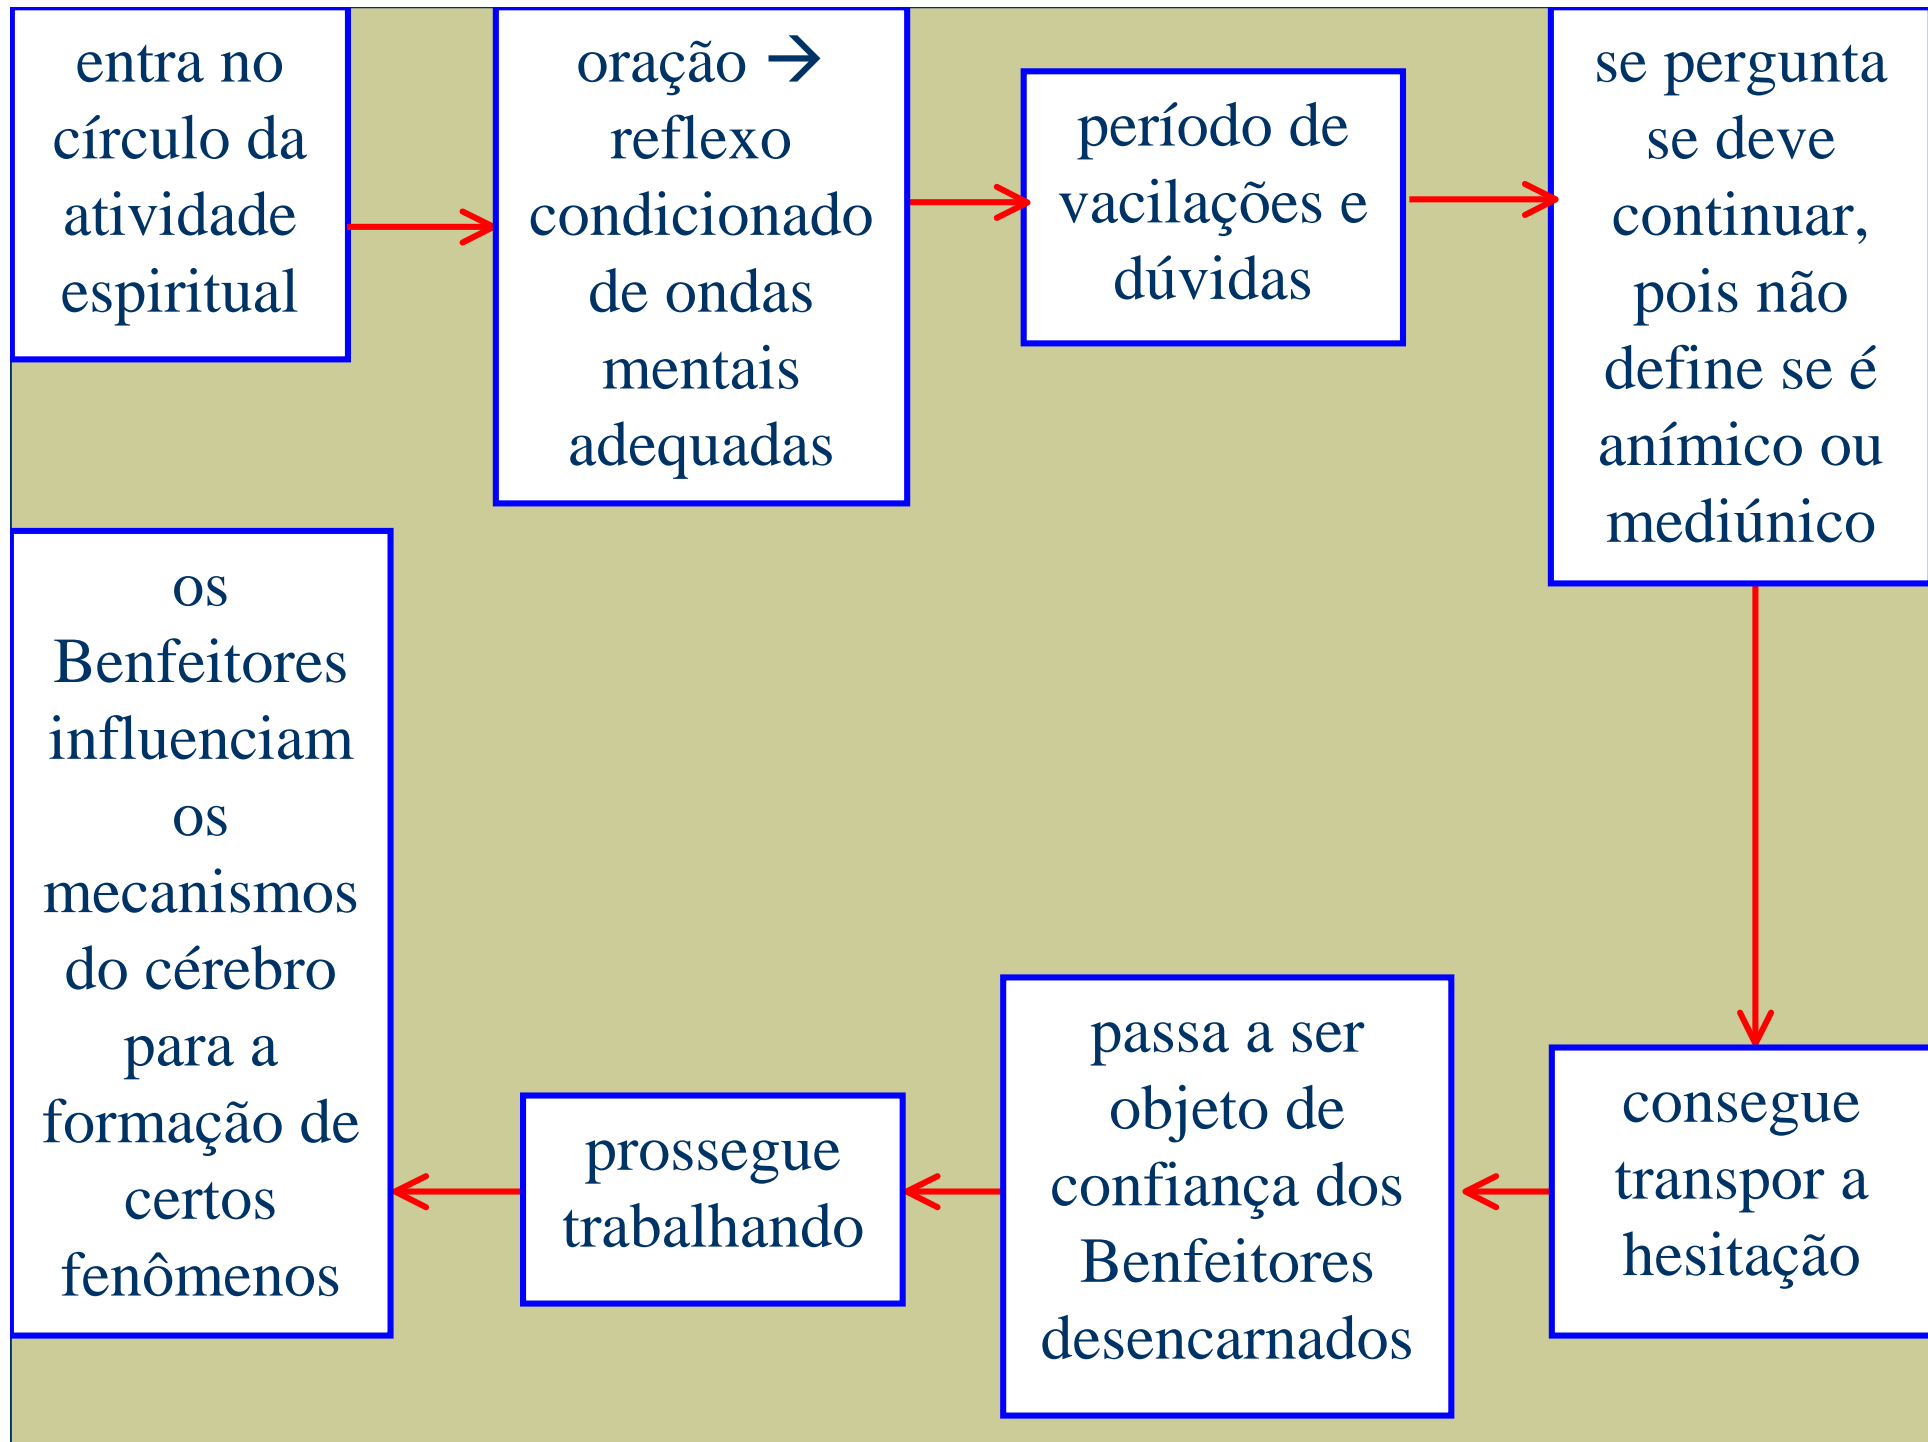 entra no
círculo da
atividade
espiritual
oração →
reflexo
condicionado
de ondas
mentais
adequadas
período de
vacilações e
dúvidas
se pergunta
se deve
continuar,
pois não
define se é
anímico ou
mediúnico
consegue
transpor a
hesitação
passa a ser
objeto de
confiança dos
Benfeitores
desencarnados
prossegue
trabalhando
os
Benfeitores
influenciam
os
mecanismos
do cérebro
para a
formação de
certos
fenômenos